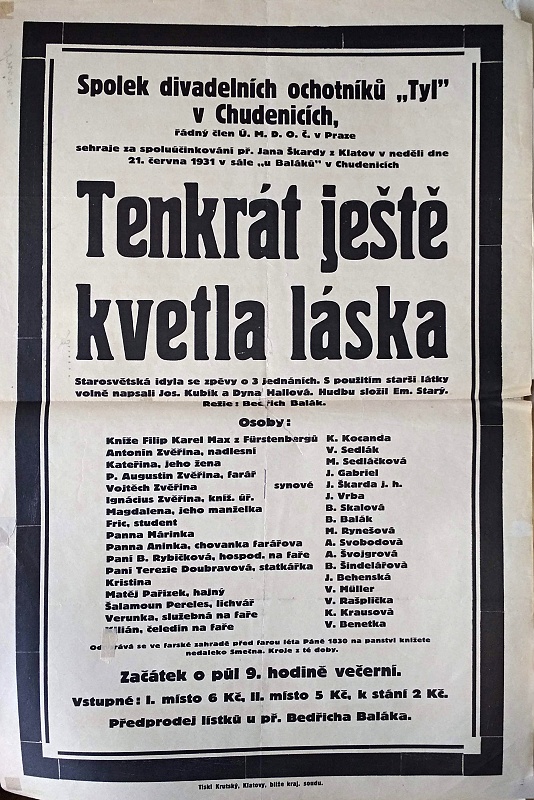 Spolek divadelních ochotníků „Tyl”
v Chudenicích,
řádný člen Ú. M. D. O. Č. v Praze
sehraje za spoluúčinkování př. Jana Škardy z Klatov v neděli dne
21. června 1931 v sále „u Baláků” v Chudenicích
Tenkrát ještě
kvetla láska
Starosvětská idyla se zpěvy o 3 jednáních. S použitím starší látky
volně napsali Jos. Kubík a Dyna Hallová. Hudbu složil Em. Starý.
Režie: Bedřich Balák.
Osoby:
Kníže Filip Karel Max z Fürstenbergů K. Kocanda
Antonín Zvěřina, nadlesní V. Sedlák
Kateřina, jeho žena M. Sedláčková
P. Augustin Zvěřina, farář J. Gabriel
Vojtěch Zvěřina synové J. Škarda j. h.
Ignácius Zvěřina, kníž. úř. J. Vrba
Magdalena, jeho manželka B. Skalová
Fric, student B. Balák
Panna Márinka M. Rynešová
Panna Aninka, chovanka farářova A. Svobodová
Paní B. Rybičková, hospod. na faře A. Švojgrová
Paní Terezie Doubravová, statkářka B. Šindelářová
Kristina J. Behenská
Matěj Pařízek, hajný V. Müller
Šalamoun Pereles, lichvář V. Rašplička
Verunka, služebná na faře K. Krausová
Kilián, čeledín na faře V. Benetka
ve farské zahradě před farou léta Páně 1830 na panství knížete
nedaleko Smečna. Kroje z té doby.
Začátek o půl 9. hodině večerní.
Vstupné: I. místo 6 Kč, II. místo 5 Kč, k stání 2 Kč.
Předprodej lístků u př. Bedřicha Baláka.
Tiskl Krutský, Klatovy, blíže kraj. soudu.